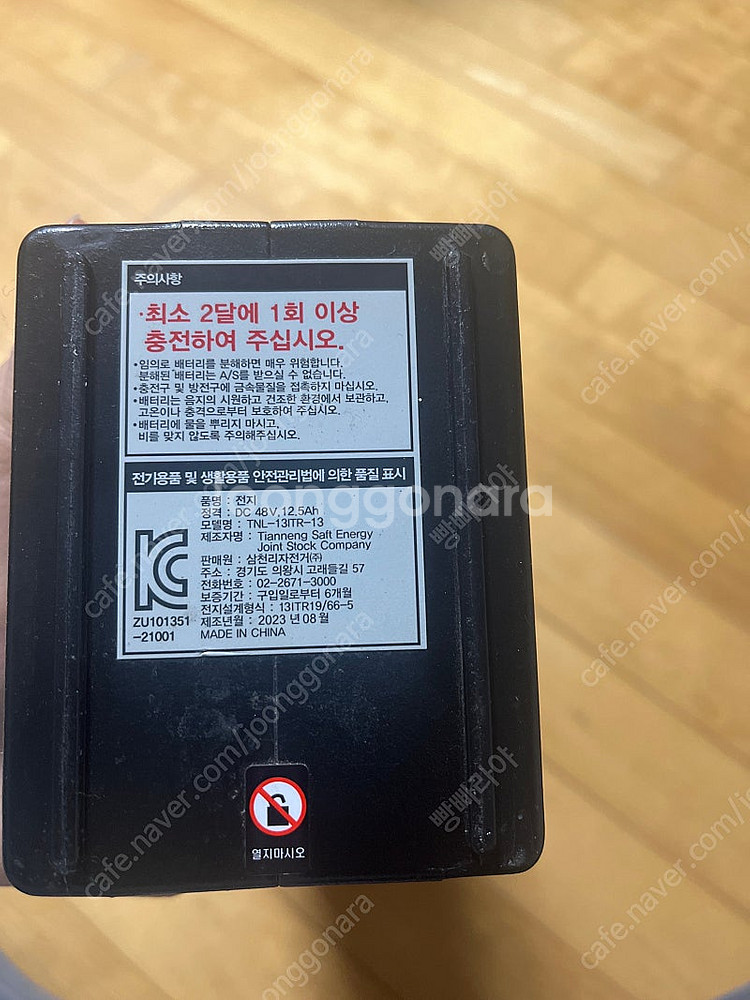 주의사항
·최소 2달에 1회 이상
충전하여 주십시오.
•임의로 배터리를 분해하면 매우 위험합니다.
분해된 배터리는 A/S를 받으실 수 없습니다.
•충전구 및 방전구에 금속물질을 접촉하지 마십시오.
•배터리는 음지의 시원하고 건조한 환경에서 보관하고,
고온이나 충격으로부터 보호하여 주십시오.
•배터리에 물을 뿌리지 마시고,
비를 맞지 않도록 주의해주십시오.
전기용품 및 생활용품 안전관리법에 의한 품질 표시
품명 : 전지
정격 : DC 48V, 12.5Ah
모델명 : TNL-13ITR-13
제조자명 : Tianneng Saft Energy
Joint Stock Company
판매원 : 삼천리자전거㈜
주소 : 경기도 의왕시 고래들길 57
전화번호 : 02-2671-3000
보증기간 : 구입일로부터 6개월
전지설계형식 : 13ITR19/66-5
제조년월 : 2023 년 08 월
MADE IN CHINA
KC
ZU101351
-21001
열지마시오
joonggonara
cafe.naver.com/joonggonara
빵빠라야